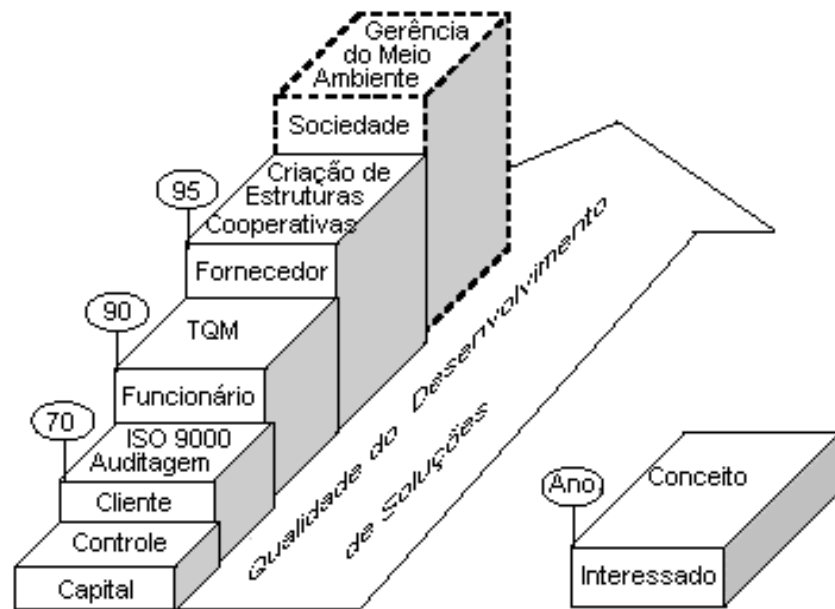 Gerência
do Meio
Ambiente
Sociedade
Criação de
Estruturas
Cooperativas
95
Fornecedor
TQM
90
Funcionário
70
ISO 9000
Auditagem
Cliente
Controle
Capital
Qualidade do Desenvolvimento
de Soluções
Ano
Conceito
Interessado